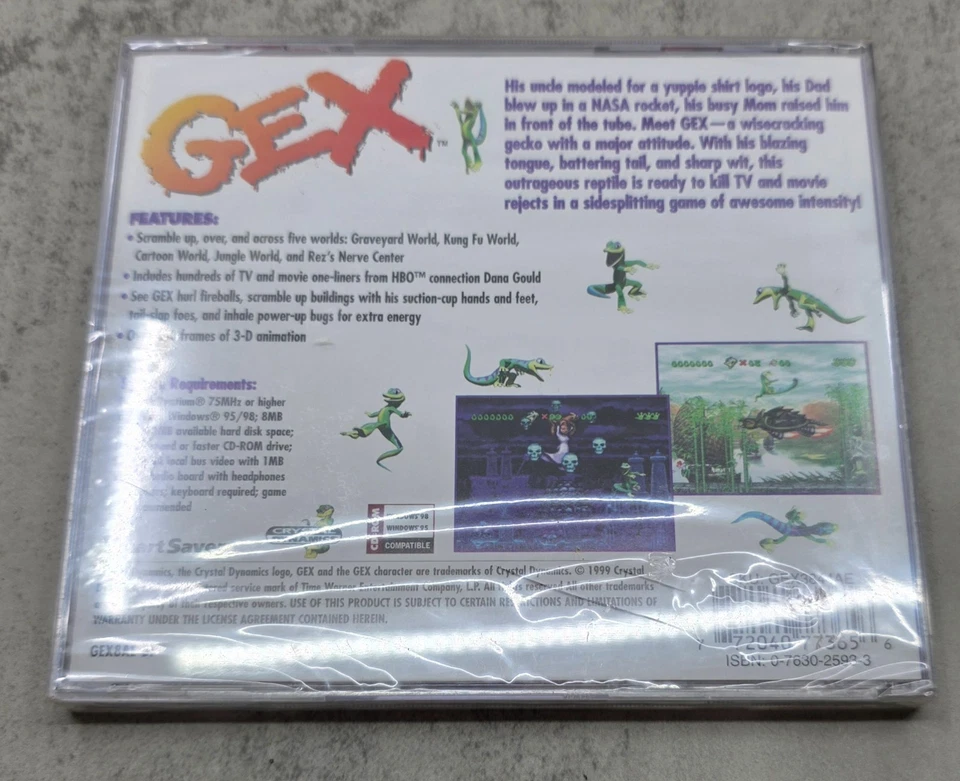 GEX™
His uncle modeled for a yuppie shirt logo, his Dad
blew up in a NASA rocket, his busy Mom raised him
in front of the tube. Meet GEX—a wisecracking
gecko with a major attitude. With his blazing
tongue, battering tail, and sharp wit, this
outrageous reptile is ready to kill TV and movie
rejects in a sidesplitting game of awesome intensity!
FEATURES:
• Scramble up, over, and across five worlds: Graveyard World, Kung Fu World,
Cartoon World, Jungle World, and Rez's Nerve Center
• Includes hundreds of TV and movie one-liners from HBO™ connection Dana Gould
• See GEX hurl fireballs, scramble up buildings with his suction-cup hands and feet,
tail-slap foes, and inhale power-up bugs for extra energy
• frames of 3-D animation
Requirements:
75MHz or higher
Windows® 95/98; 8MB
available hard disk space;
or faster CD-ROM drive;
local bus video with 1MB
board with headphones
keyboard required; game
CRYSTAL DYNAMICS
CD-ROM
WINDOWS 98
WINDOWS 95
COMPATIBLE
the Crystal Dynamics logo, GEX and the GEX character are trademarks of Crystal Dynamics. © 1999 Crystal
service mark of Time Warner Entertainment Company, L.P. All reserved All other trademarks
of their respective owners. USE OF THIS PRODUCT IS SUBJECT TO CERTAIN RESTRICTIONS AND LIMITATIONS OF
WARRANTY UNDER THE LICENSE AGREEMENT CONTAINED HEREIN.
7 72040 77365 6
ISBN: 0-7630-2593-3